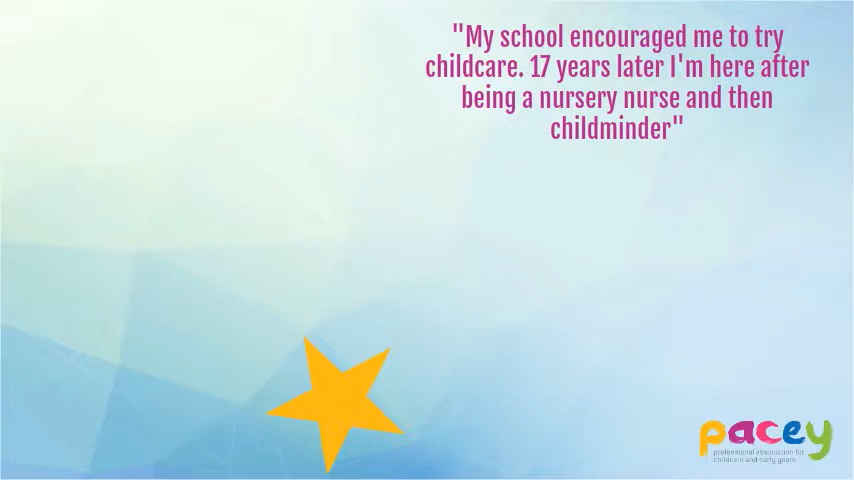 "My school encouraged me to try
childcare. 17 years later I'm here after
being a nursery nurse and then
childminder"
pacey
professional association for
childcare and early years